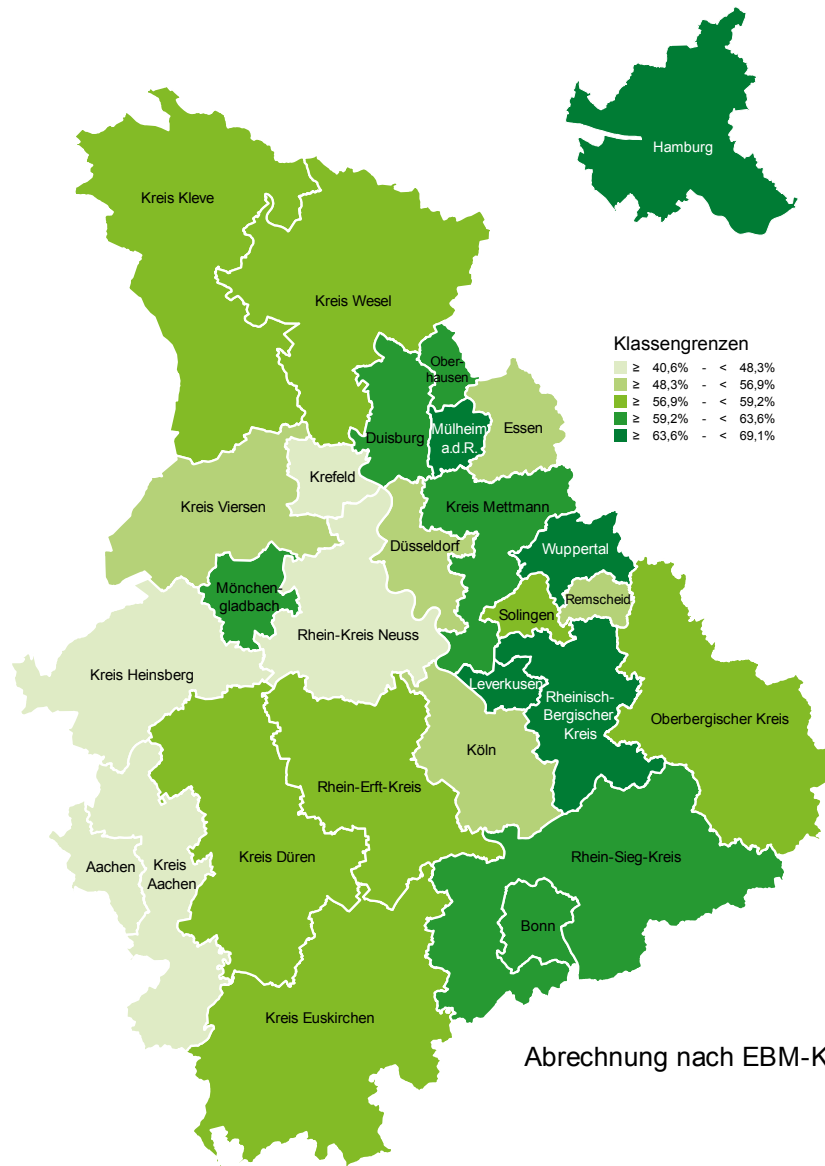 Hamburg
Kreis Kleve
Kreis Wesel
Klassengrenzen
≥ 40,6% - < 48,3%
≥ 48,3% - < 56,9%
≥ 56,9% - < 59,2%
≥ 59,2% - < 63,6%
≥ 63,6% - < 69,1%
Ober-
hausen
Duisburg
Mülheim
a.d.R.
Essen
Krefeld
Kreis Viersen
Kreis Mettmann
Düsseldorf
Wuppertal
Mönchen-
gladbach
Solingen
Remscheid
Rhein-Kreis Neuss
Kreis Heinsberg
Leverkusen
Rheinisch-
Bergischer
Kreis
Oberbergischer Kreis
Köln
Rhein-Erft-Kreis
Kreis Düren
Rhein-Sieg-Kreis
Aachen
Kreis
Aachen
Bonn
Kreis Euskirchen
Abrechnung nach EBM-K